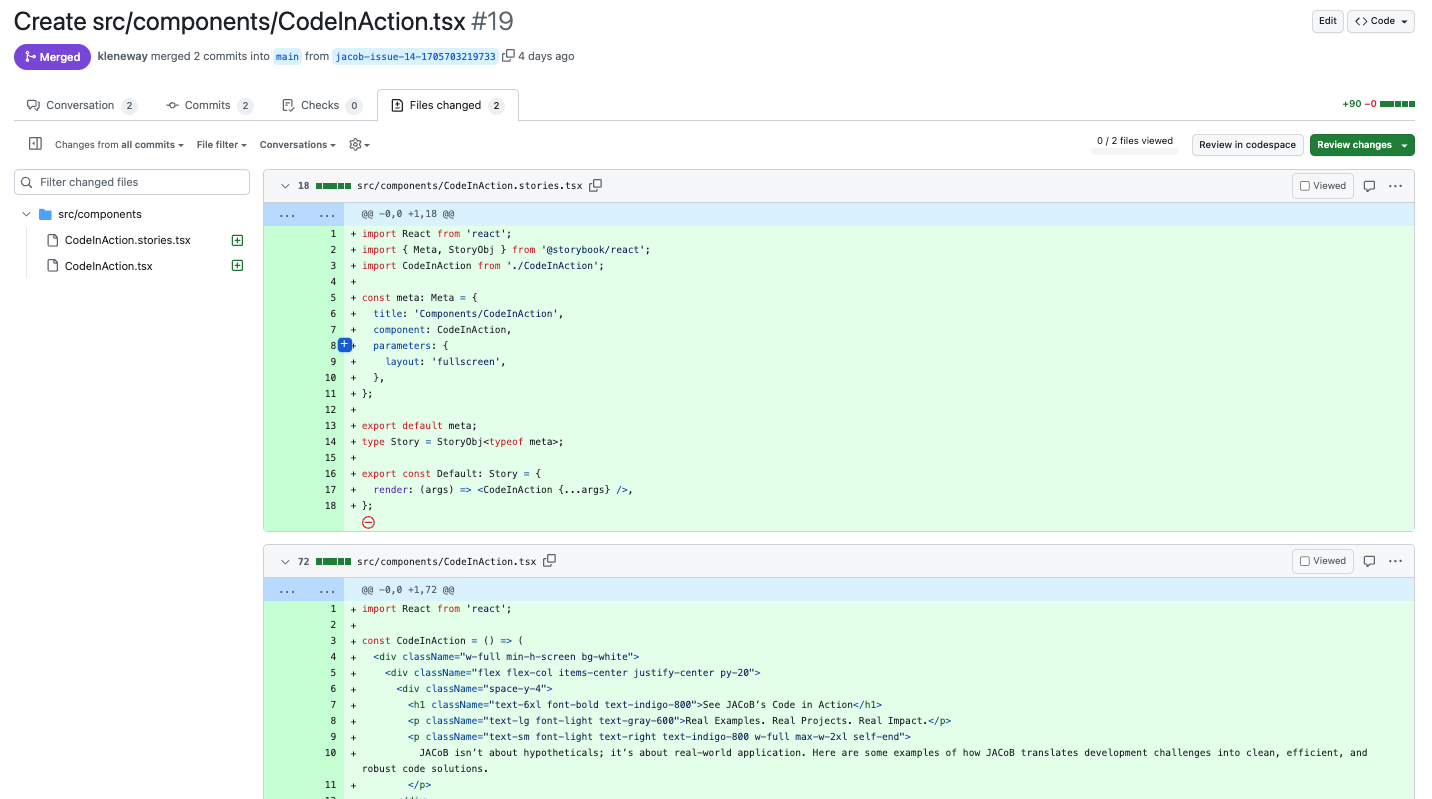 Create src/components/CodeInAction.tsx #19
Edit
<> Code
Merged
kleneway merged 2 commits into main from jacob-issue-14-1705703219733 4 days ago
Conversation 2
Commits 2
Checks 0
Files changed 2
+90 −0
Changes from all commits
File filter
Conversations
0 / 2 files viewed
Review in codespace
Review changes
Filter changed files
src/components
CodeInAction.stories.tsx
CodeInAction.tsx
18 src/components/CodeInAction.stories.tsx
Viewed
... ... @@ -0,0 +1,18 @@
1 + import React from 'react';
2 + import { Meta, StoryObj } from '@storybook/react';
3 + import CodeInAction from './CodeInAction';
4 +
5 + const meta: Meta = {
6 +   title: 'Components/CodeInAction',
7 +   component: CodeInAction,
8 +   parameters: {
9 +     layout: 'fullscreen',
10 +   },
11 + };
12 +
13 + export default meta;
14 + type Story = StoryObj<typeof meta>;
15 +
16 + export const Default: Story = {
17 +   render: (args) => <CodeInAction {...args} />,
18 + };
72 src/components/CodeInAction.tsx
Viewed
... ... @@ -0,0 +1,72 @@
1 + import React from 'react';
2 +
3 + const CodeInAction = () => (
4 +   <div className="w-full min-h-screen bg-white">
5 +     <div className="flex flex-col items-center justify-center py-20">
6 +       <div className="space-y-4">
7 +         <h1 className="text-6xl font-bold text-indigo-800">See JACoB’s Code in Action</h1>
8 +         <p className="text-lg font-light text-gray-600">Real Examples. Real Projects. Real Impact.</p>
9 +         <p className="text-sm font-light text-right text-indigo-800 w-full max-w-2xl self-end">
10 +           JACoB isn’t about hypotheticals; it’s about real-world application. Here are some examples of how JACoB translates development challenges into clean, efficient, and
robust code solutions.
11 +         </p>